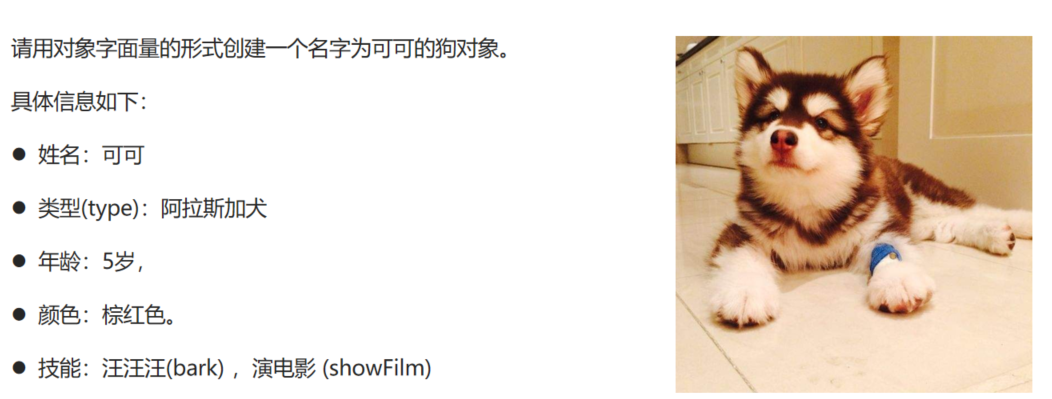 请用对象字面量的形式创建一个名字为可可的狗对象。
具体信息如下：
● 姓名：可可
● 类型(type)：阿拉斯加犬
● 年龄：5岁，
● 颜色：棕红色。
● 技能：汪汪汪(bark) ，演电影 (showFilm)